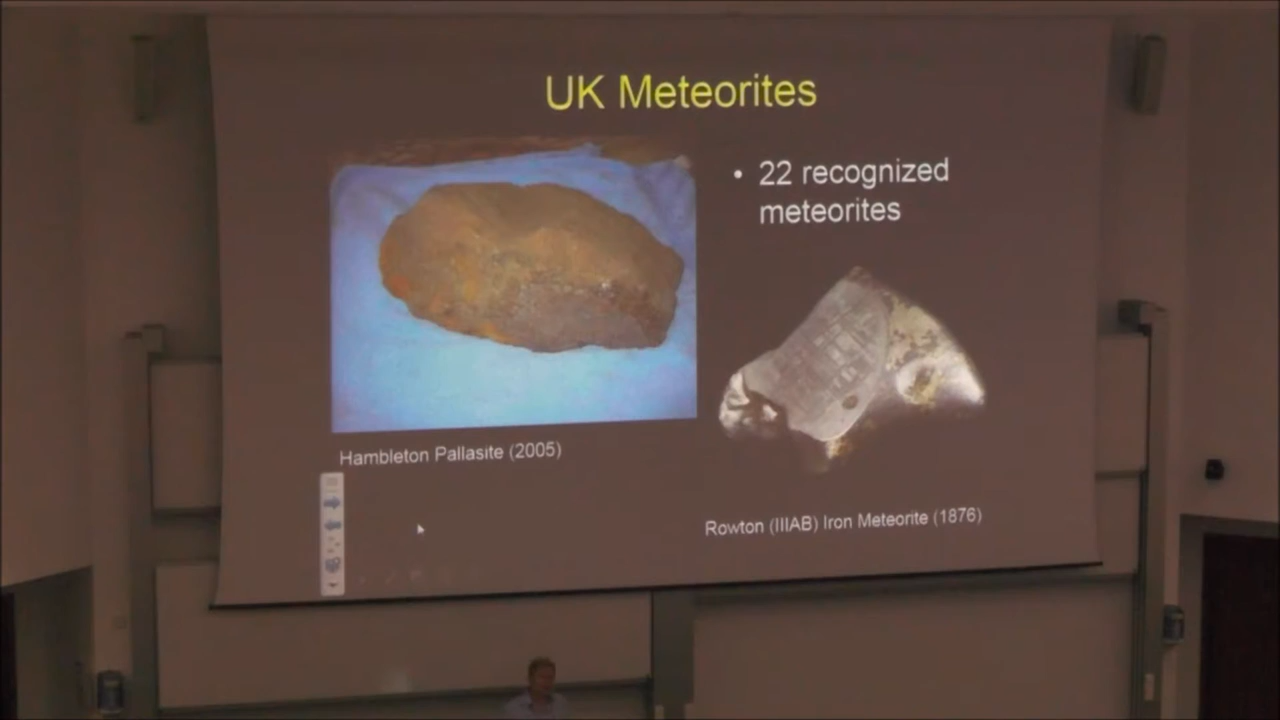 UK Meteorites
• 22 recognized
meteorites
Hambleton Pallasite (2005)
Rowton (IIIAB) Iron Meteorite (1876)